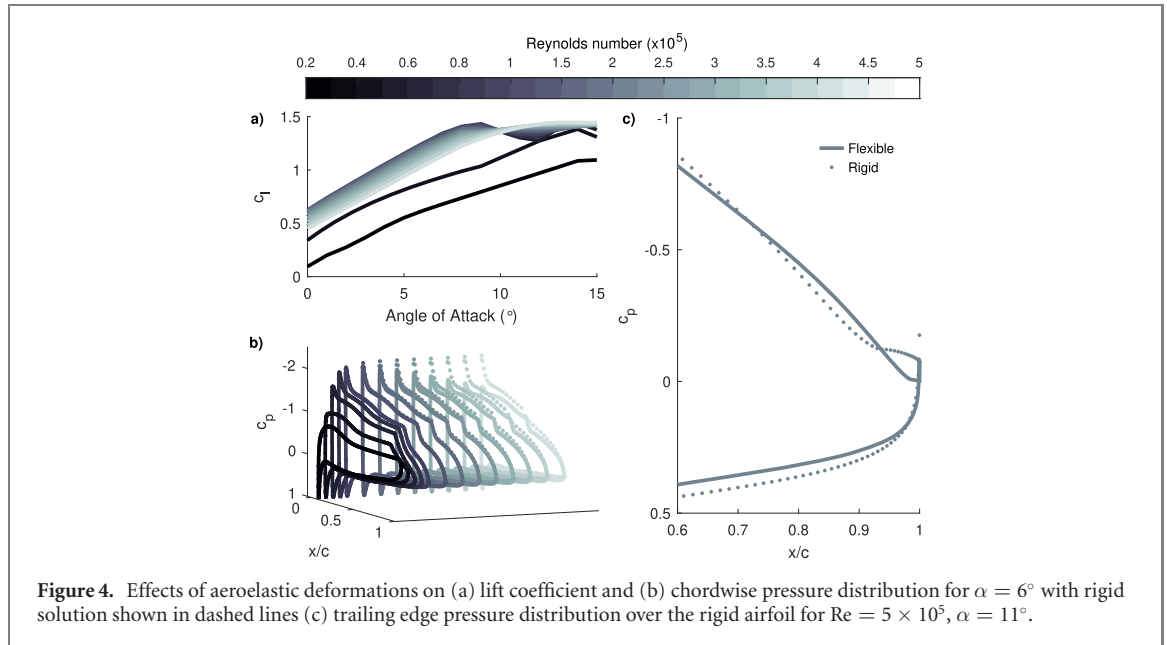 Reynolds number (x10^5)
0.2 0.4 0.6 0.8 1 1.5 2 2.5 3 3.5 4 4.5 5
a)
1.5
1
0.5
0
c_l
0 5 10 15
Angle of Attack (°)
b)
-2
-1
0
1
c_p
0
0.5
1
x/c
c)
-1
-0.5
0
0.5
c_p
Flexible
Rigid
0.6 0.7 0.8 0.9 1
x/c
Figure 4. Effects of aeroelastic deformations on (a) lift coefficient and (b) chordwise pressure distribution for α = 6° with rigid
solution shown in dashed lines (c) trailing edge pressure distribution over the rigid airfoil for Re = 5 × 10⁵, α = 11°.